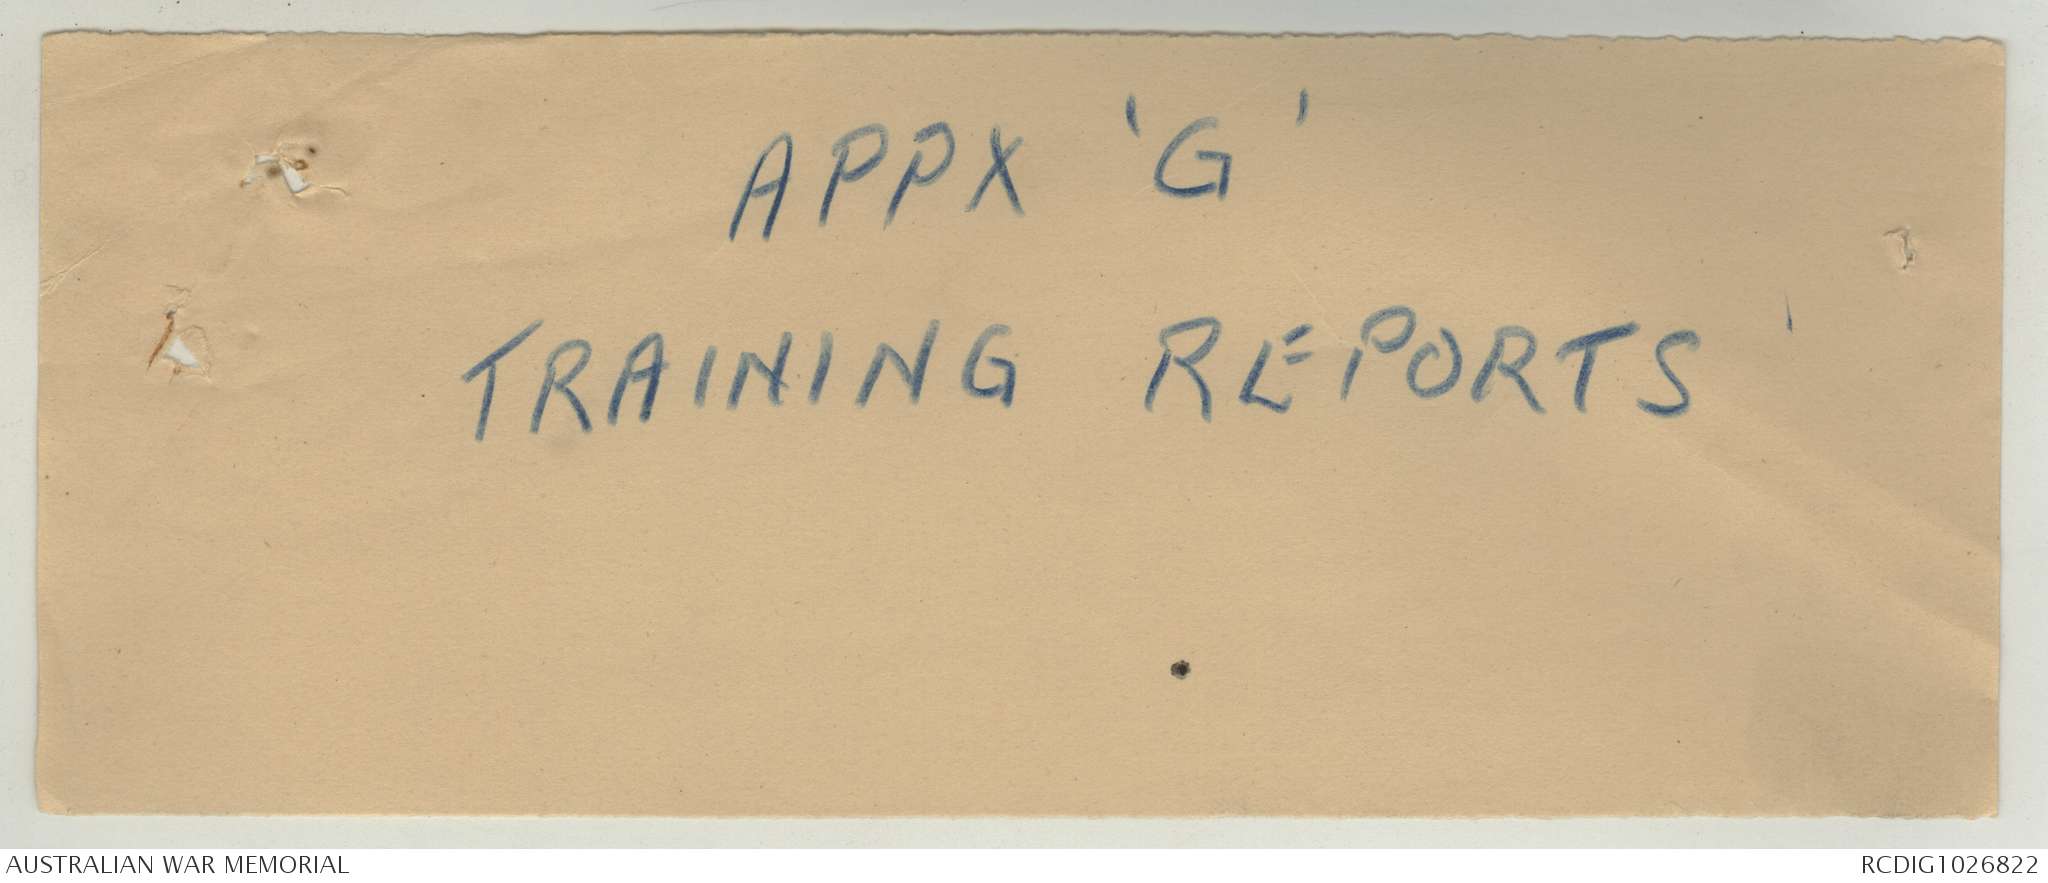 APPX 'G'
TRAINING REPORTS
AUSTRALIAN WAR MEMORIAL
RCDIG1026822